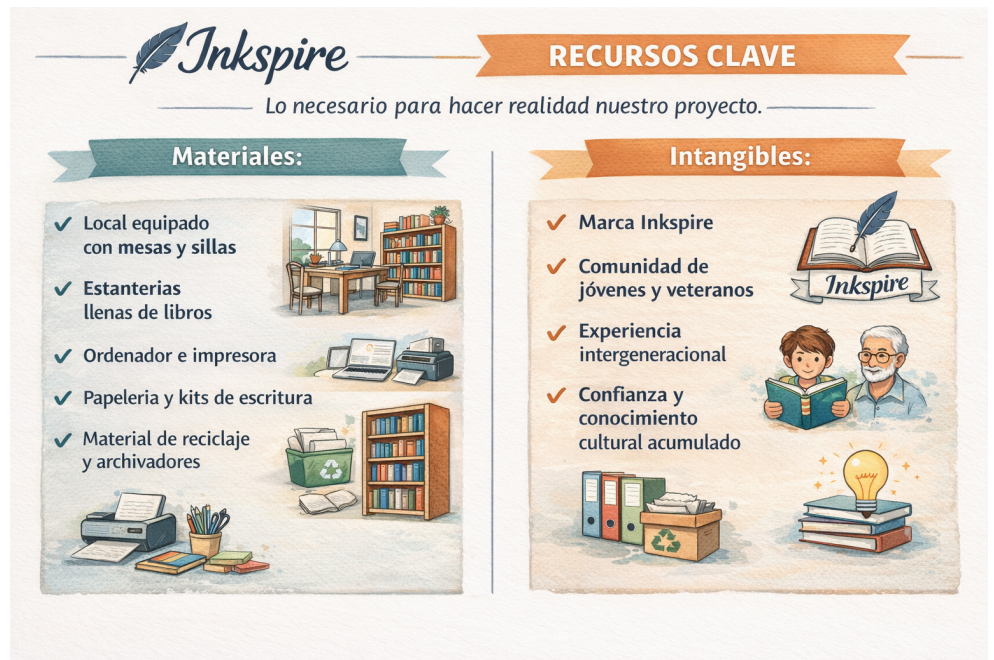 Inkspire
RECURSOS CLAVE
Lo necesario para hacer realidad nuestro proyecto.
Materiales:
Local equipado
con mesas y sillas
Estanterias
llenas de libros
Ordenador e impresora
Papeleria y kits de escritura
Material de reciclaje
y archivadores
Intangibles:
Marca Inkspire
Comunidad de
jóvenes y veteranos
Experiencia
intergeneracional
Confianza y
conocimiento
cultural acumulado
Inkspire